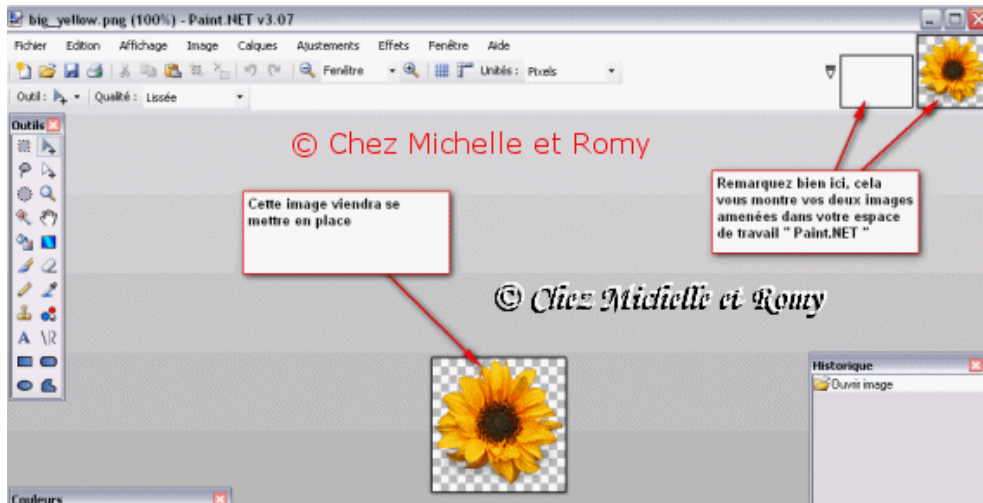 big_yellow.png (100%) - Paint.NET v3.07
Fichier Edition Affichage Image Calques Ajustements Effets Fenêtre Aide
Fenêtre Unités : Pixels
Outil : Qualité : Lissée
Outils
© Chez Michelle et Romy
Remarquez bien ici, cela
vous montre vos deux images
amenées dans votre espace
de travail " Paint.NET "
Cette image viendra se
mettre en place
© Chez Michelle et Romy
Historique
Ouvrir image
Couleurs